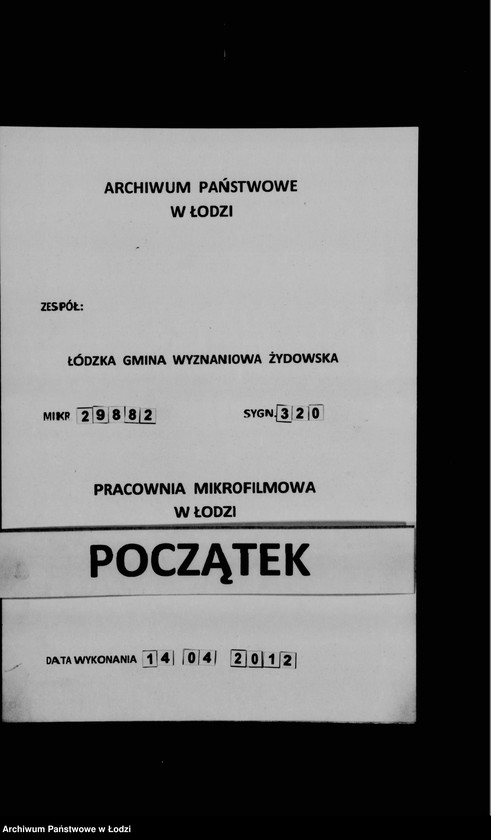 ARCHIWUM PAŃSTWOWE
W ŁODZI
ZESPÓŁ:
ŁÓDZKA GMINA WYZNANIOWA ŻYDOWSKA
MIKR 29882 SYGN. 320
PRACOWNIA MIKROFILMOWA
W ŁODZI
POCZĄTEK
DATA WYKONANIA 14 04 2012
Archiwum Państwowe w Łodzi